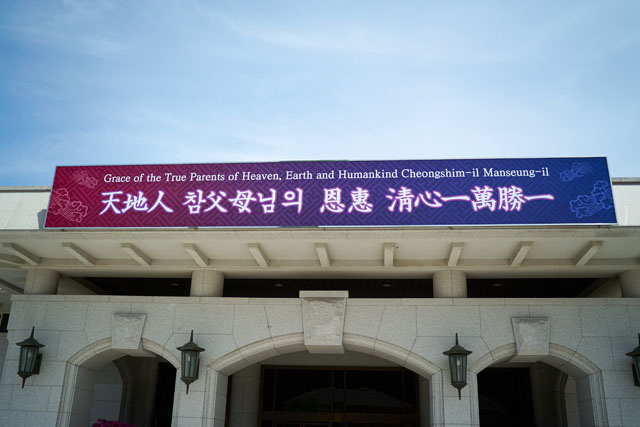 Grace of the True Parents of Heaven, Earth and Humankind Cheongshim-il Manseung-il
天地人 참父母님의 恩惠 淸心一萬勝一